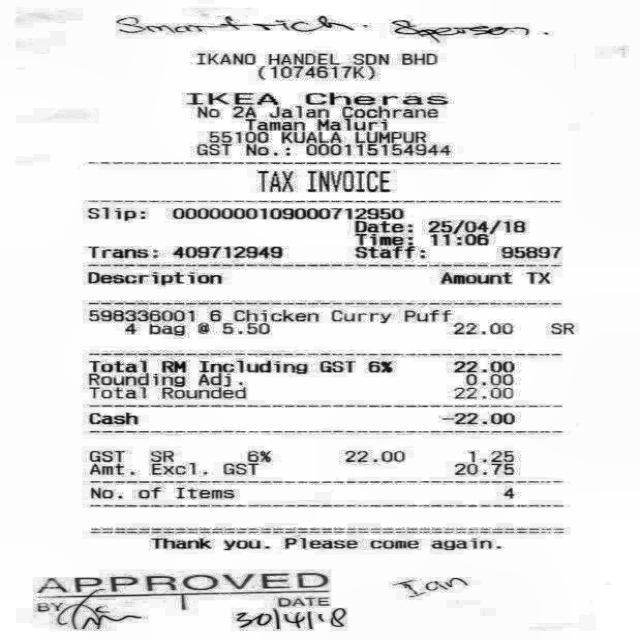 Smart rich.
IKANO HANDEL SDN BHD
(1074617K)
IKEA Cheras
No 2A Jalan Cochrane
Taman Maluri
55100 KUALA LUMPUR
GST No.: 000115154944
TAX INVOICE
Slip: 0000000109000712950
Date: 25/04/18
Time: 11:06
Trans: 409712949 Staff: 95897
Description Amount TX
598336001 6 Chicken Curry Puff
4 bag @ 5.50 22.00 SR
Total RM Including GST 6% 22.00
Rounding Adj. 0.00
Total Rounded 22.00
Cash -22.00
GST SR 6% 22.00 1.25
Amt. Excl. GST 20.75
No. of Items 4
Thank you. Please come again.
APPROVED
BY DATE
30/4/18
Ian